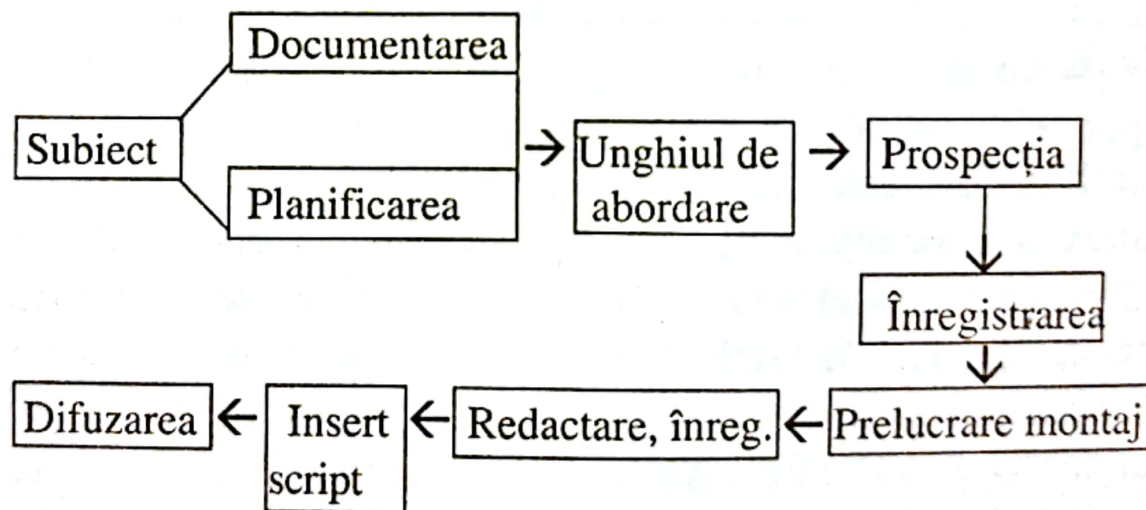 Documentarea
Subiect
Planificarea
Unghiul de
abordare
Prospecția
Înregistrarea
Prelucrare montaj
Redactare, înreg.
Insert
script
Difuzarea